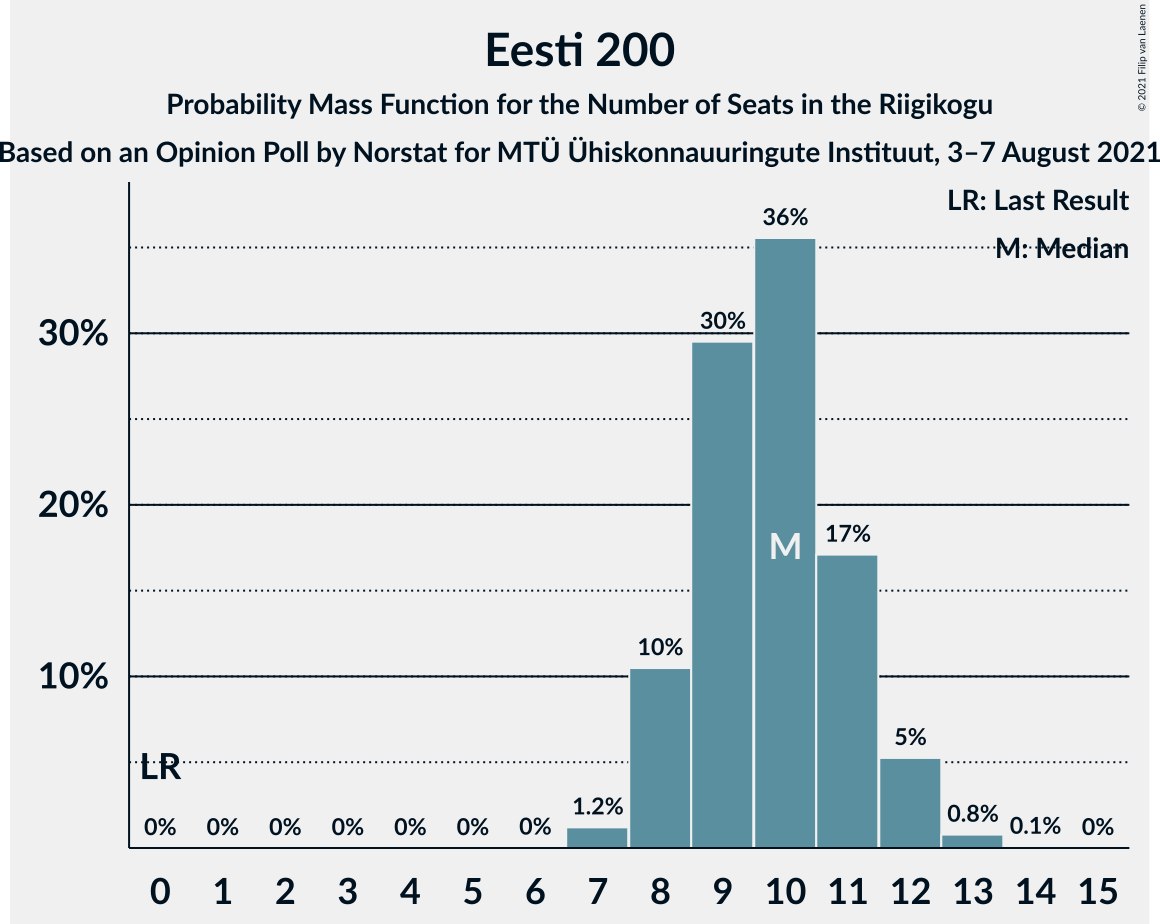 Eesti 200
Probability Mass Function for the Number of Seats in the Riigikogu
Based on an Opinion Poll by Norstat for MTÜ Ühiskonnauuringute Instituut, 3–7 August 2021
© 2021 Filip van Laenen
LR: Last Result
M: Median
36%
30%
30%
20%
M
17%
10%
10%
LR
5%
0% 0% 0% 0% 0% 0% 0% 1.2% 0.8% 0.1% 0%
0 1 2 3 4 5 6 7 8 9 10 11 12 13 14 15